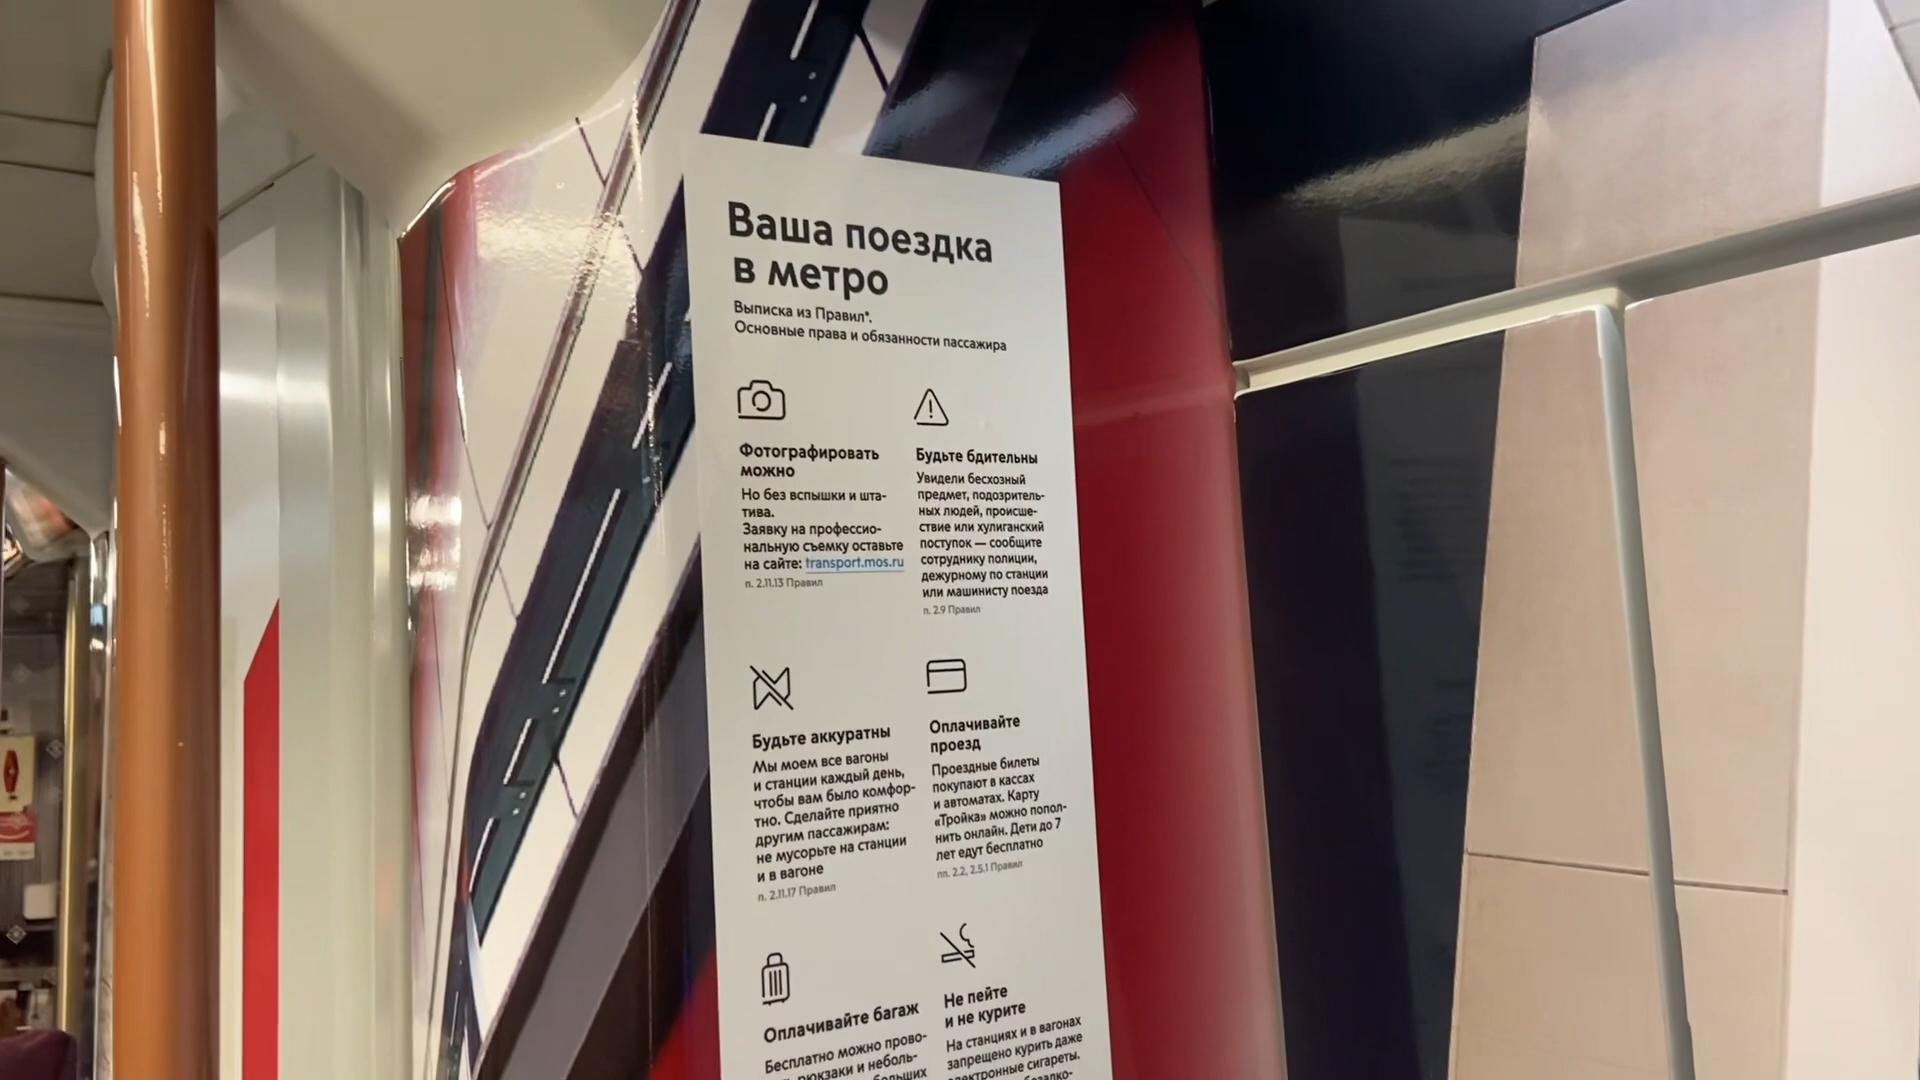 Ваша поездка
в метро
Выписка из Правил*.
Основные права и обязанности пассажира
Фотографировать
можно
Но без вспышки и шта-
тива.
Заявку на профессио-
нальную съемку оставьте
на сайте: transport.mos.ru
п. 2.11.13 Правил
Будьте бдительны
Увидели бесхозный
предмет, подозритель-
ных людей, происше-
ствие или хулиганский
поступок — сообщите
сотруднику полиции,
дежурному по станции
или машинисту поезда
п. 2.9 Правил
Будьте аккуратны
Мы моем все вагоны
и станции каждый день,
чтобы вам было комфор-
тно. Сделайте приятно
другим пассажирам:
не мусорьте на станции
и в вагоне
п. 2.11.17 Правил
Оплачивайте
проезд
Проездные билеты
покупают в кассах
и автоматах. Карту
«Тройка» можно попол-
нить онлайн. Дети до 7
лет едут бесплатно
пп. 2.2, 2.5.1 Правил
Оплачивайте багаж
Бесплатно можно прово-
рюкзаки и неболь-
больших
Не пейте
и не курите
На станциях и в вагонах
запрещено курить даже
электронные сигареты.